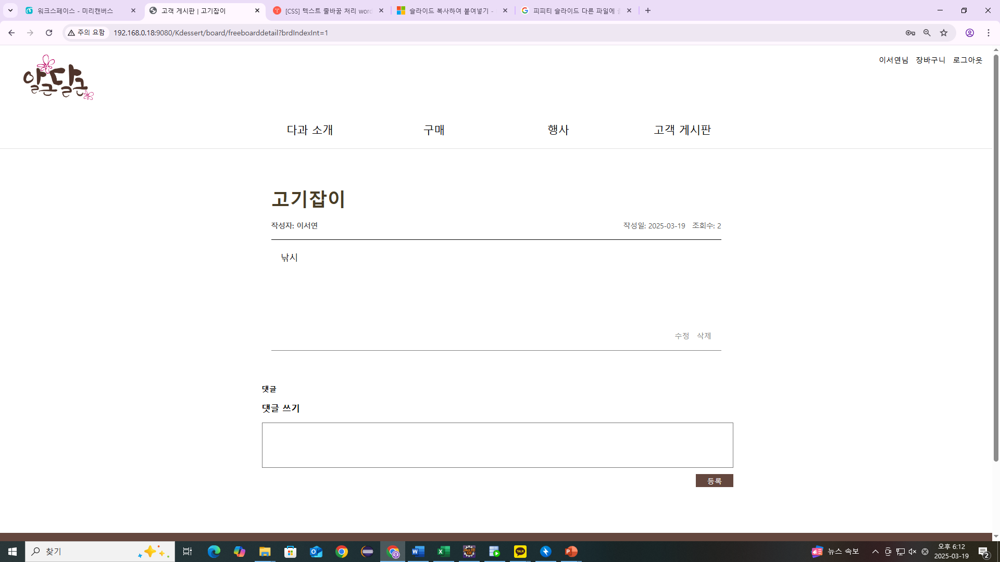 워크스페이스 - 미리캔버스
고객 게시판 | 고기잡이
[CSS] 텍스트 줄바꿈 처리 word
슬라이드 복사하여 붙여넣기 -
피피티 슬라이드 다른 파일에
주의 요함
192.168.0.18:9080/Kdessert/board/freeboarddetail?brdIndexInt=1
알근달근
이서연님 장바구니 로그아웃
다과 소개 구매 행사 고객 게시판
고기잡이
작성자: 이서연 작성일: 2025-03-19 조회수: 2
낚시
수정 삭제
댓글
댓글 쓰기
등록
찾기
뉴스 속보
오후 6:12
2025-03-19
2